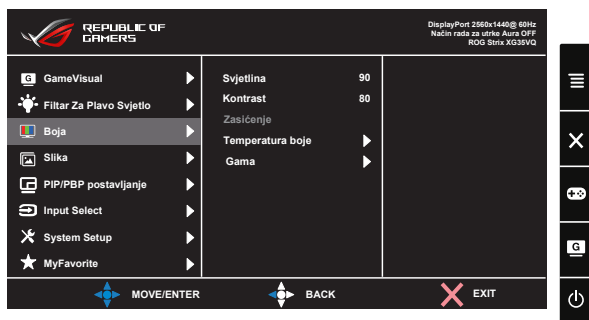 REPUBLIC OF
GAMERS
DisplayPort 2560x1440@ 60Hz
Način rada za utrke Aura OFF
ROG Strix XG35VQ
G GameVisual
Filtar Za Plavo Svjetlo
Boja
Slika
PIP/PBP postavljanje
Input Select
System Setup
MyFavorite
Svjetlina 90
Kontrast 80
Zasićenje
Temperatura boje
Gama
G
MOVE/ENTER
BACK
EXIT